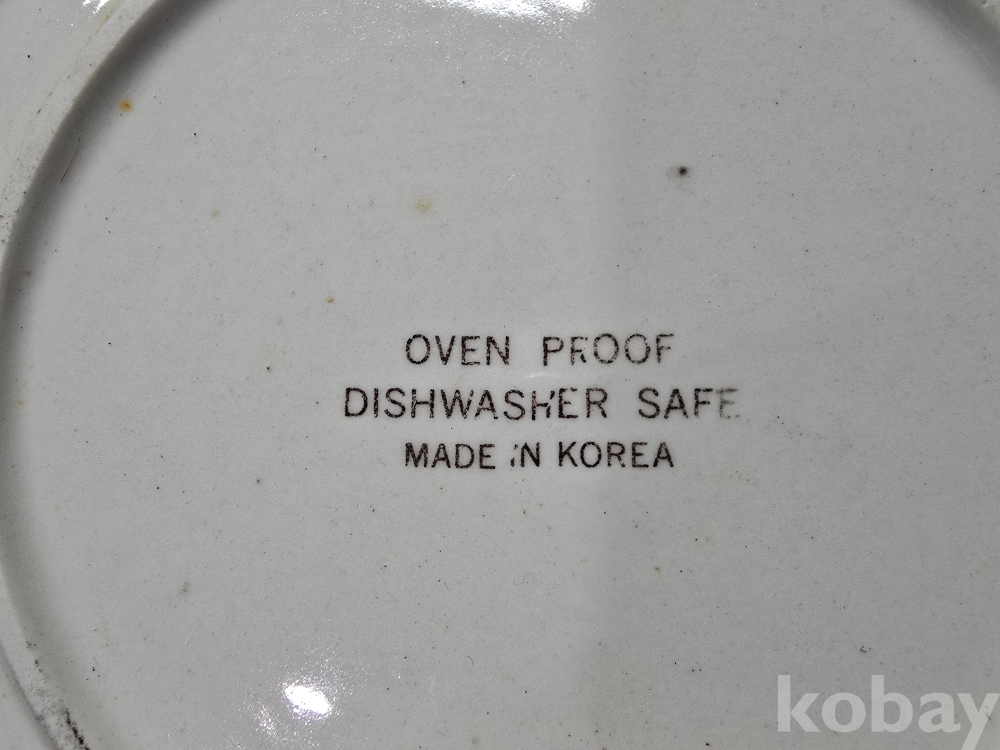 OVEN PROOF
DISHWASHER SAFE
MADE IN KOREA
kobay